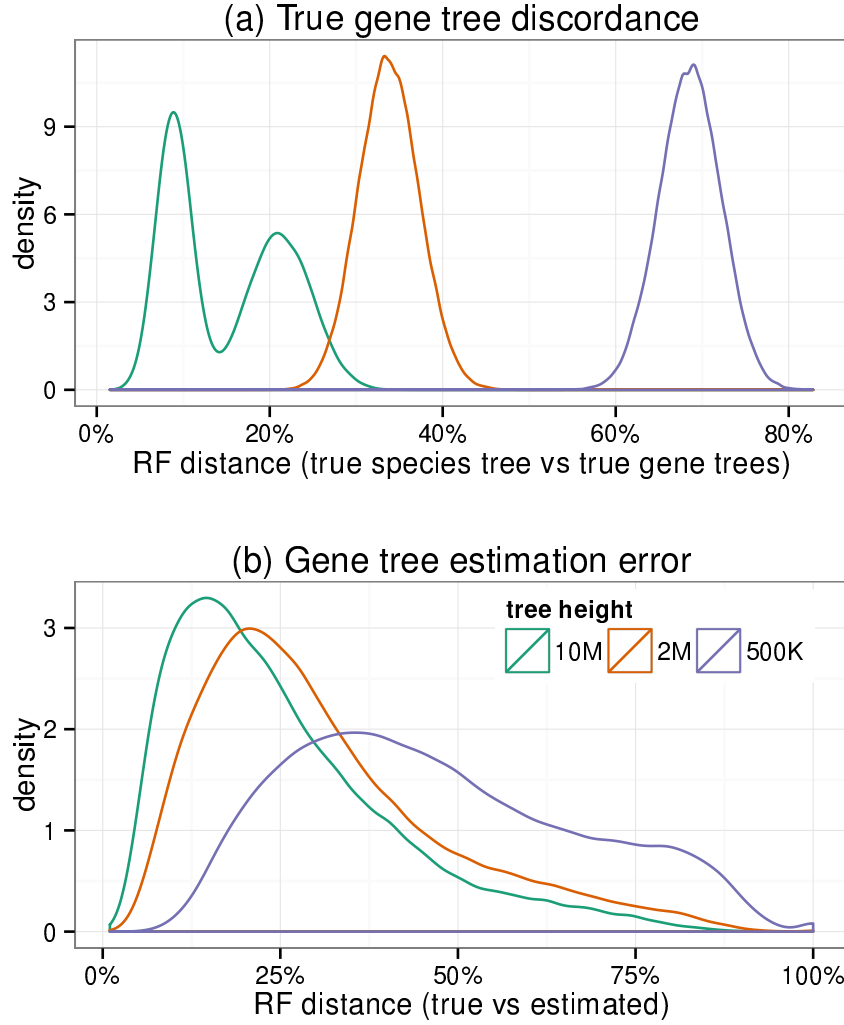 (a) True gene tree discordance
density
9
6
3
0
0% 20% 40% 60% 80%
RF distance (true species tree vs true gene trees)
(b) Gene tree estimation error
tree height
10M 2M 500K
density
3
2
1
0
0% 25% 50% 75% 100%
RF distance (true vs estimated)